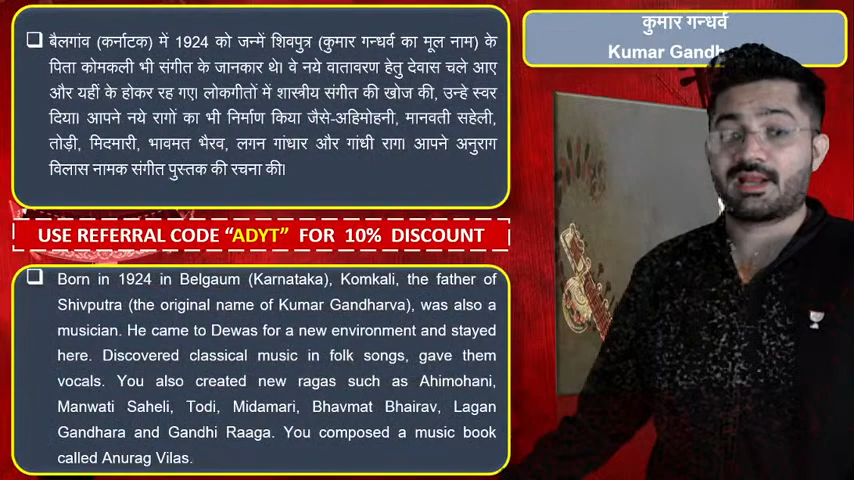 कुमार गन्धर्व
Kumar Gandh
बैलगांव (कर्नाटक) में 1924 को जन्में शिवपुत्र (कुमार गन्धर्व का मूल नाम) के
पिता कोमकली भी संगीत के जानकार थे। वे नये वातावरण हेतु देवास चले आए
और यहीं के होकर रह गए। लोकगीतों में शास्त्रीय संगीत की खोज की, उन्हे स्वर
दिया। आपने नये रागों का भी निर्माण किया जैसे-अहिमोहनी, मानवती सहेली,
तोड़ी, मिदमारी, भावमत भैरव, लगन गांधार और गांधी राग। आपने अनुराग
विलास नामक संगीत पुस्तक की रचना की।
USE REFERRAL CODE “ADYT” FOR 10% DISCOUNT
Born in 1924 in Belgaum (Karnataka), Komkali, the father of
Shivputra (the original name of Kumar Gandharva), was also a
musician. He came to Dewas for a new environment and stayed
here. Discovered classical music in folk songs, gave them
vocals. You also created new ragas such as Ahimohani,
Manwati Saheli, Todi, Midamari, Bhavmat Bhairav, Lagan
Gandhara and Gandhi Raaga. You composed a music book
called Anurag Vilas.